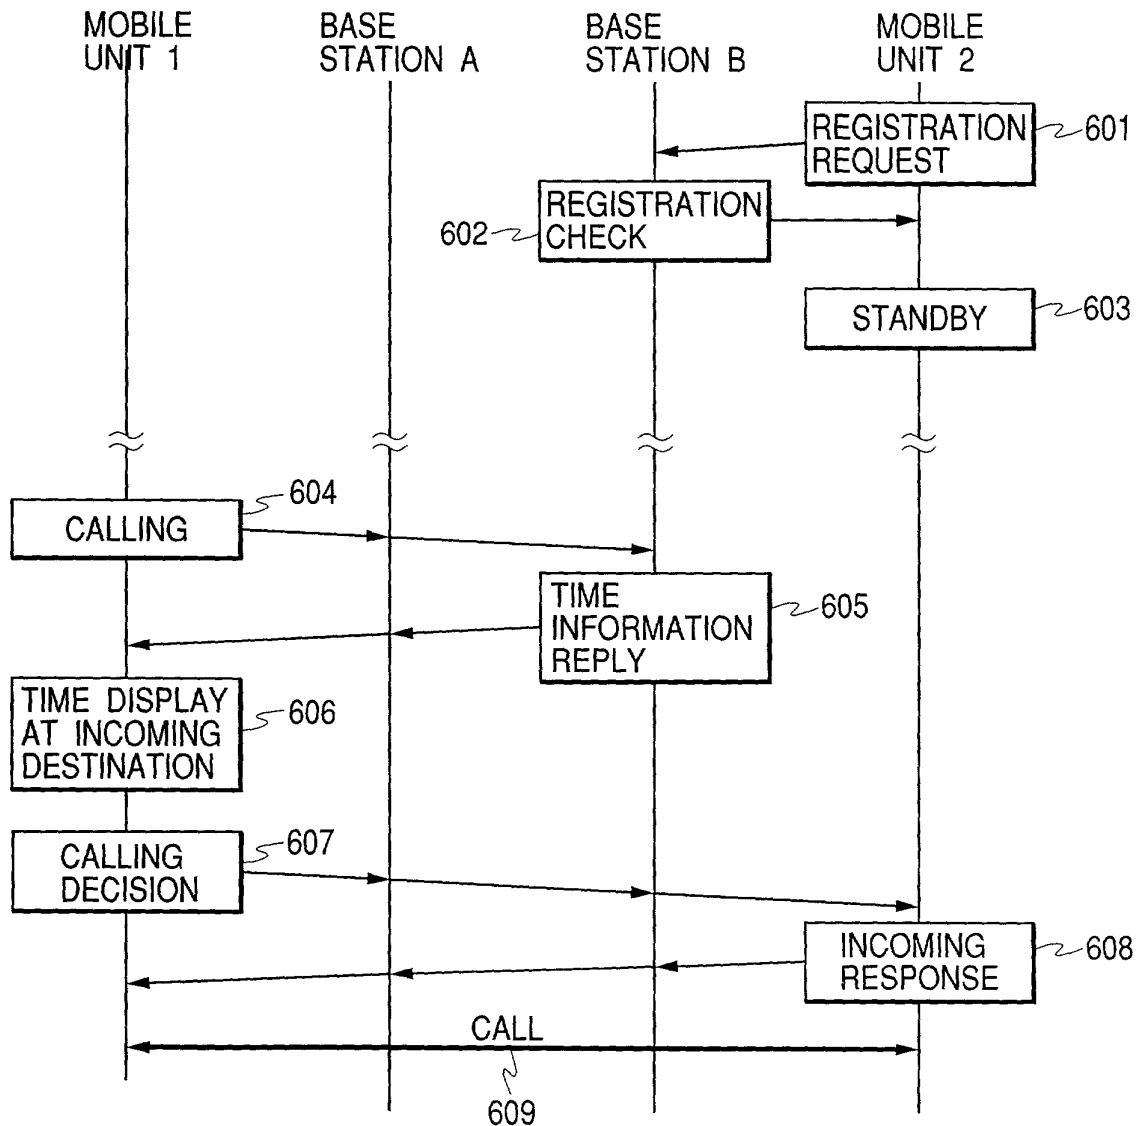 MOBILE
UNIT 1
BASE
STATION A
BASE
STATION B
MOBILE
UNIT 2
REGISTRATION
REQUEST
601
REGISTRATION
CHECK
602
STANDBY
603
CALLING
604
TIME
INFORMATION
REPLY
605
TIME DISPLAY
AT INCOMING
DESTINATION
606
CALLING
DECISION
607
INCOMING
RESPONSE
608
CALL
609